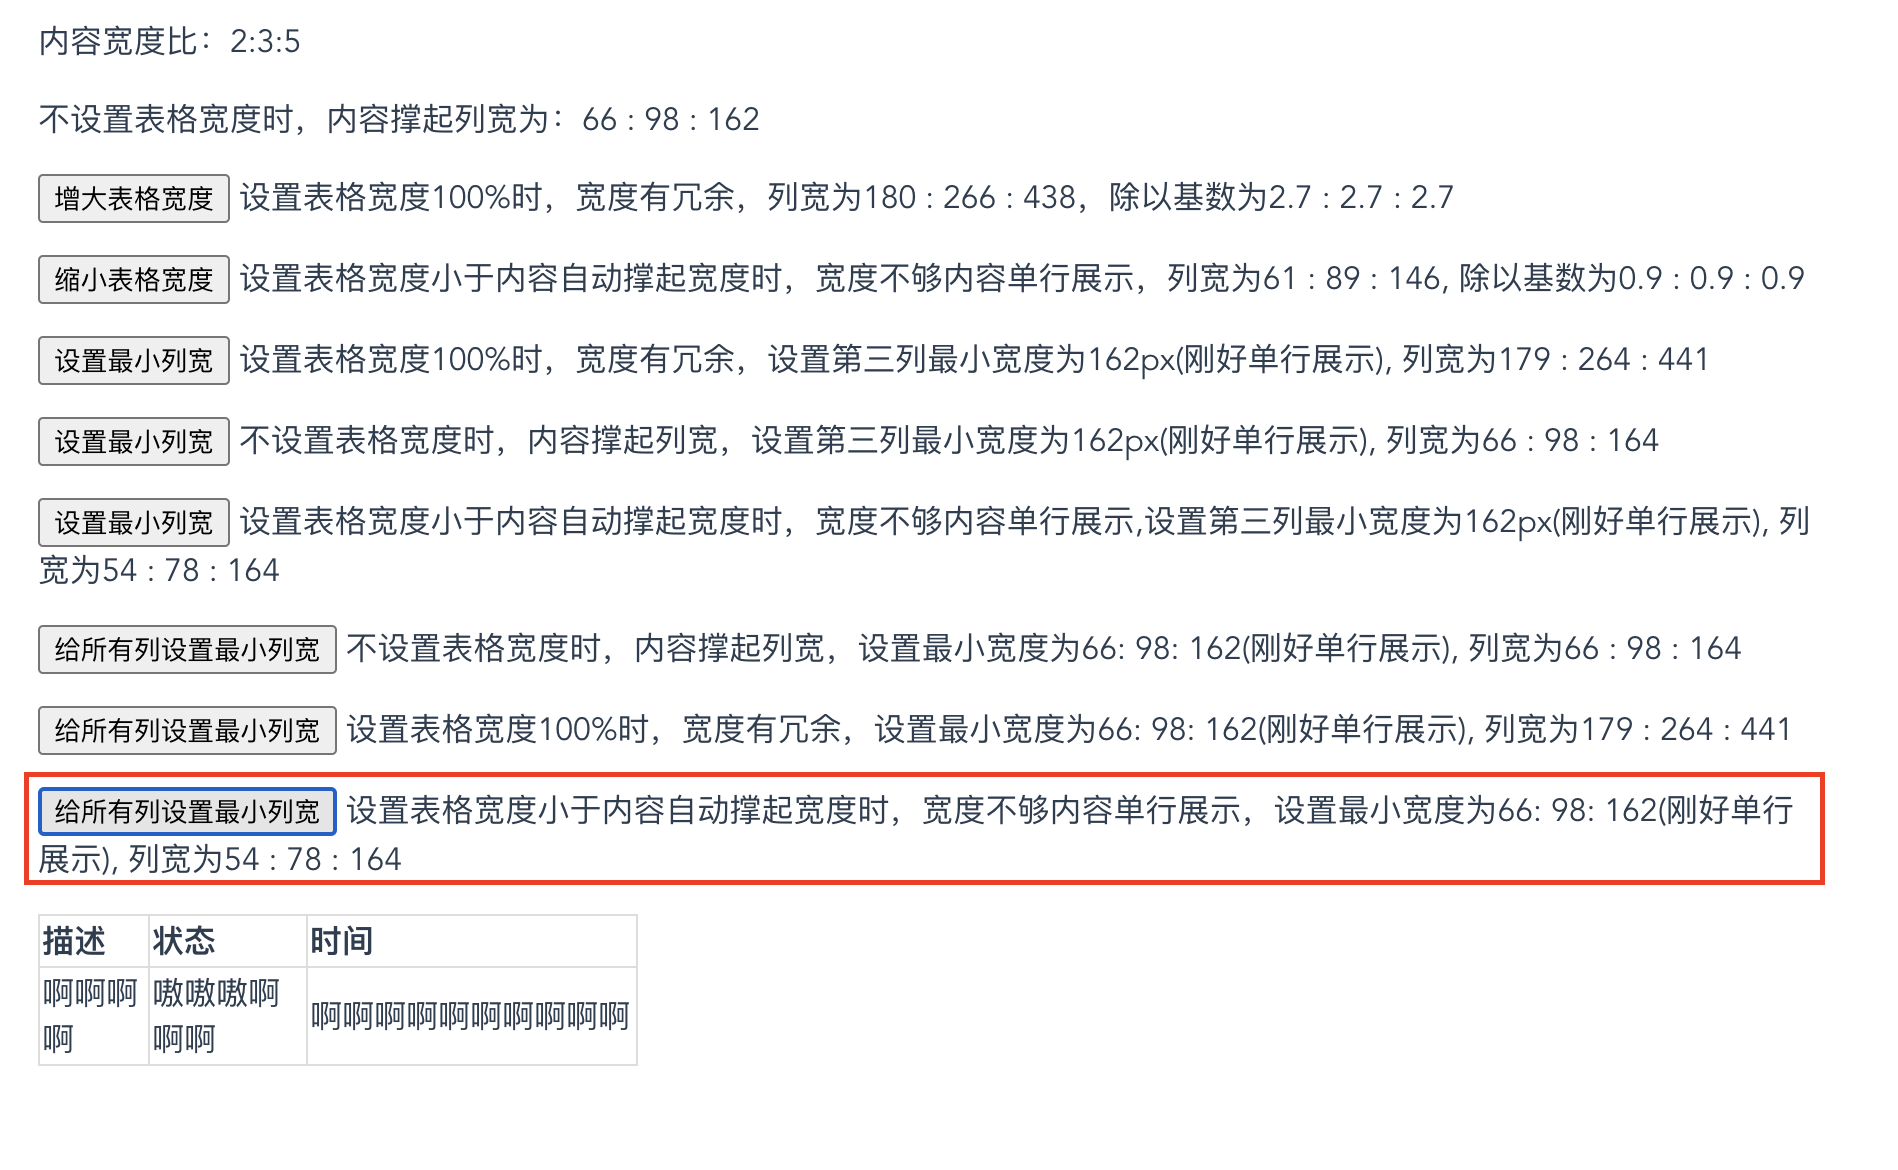 内容宽度比：2:3:5
不设置表格宽度时，内容撑起列宽为：66 : 98 : 162
增大表格宽度 设置表格宽度100%时，宽度有冗余，列宽为180 : 266 : 438，除以基数为2.7 : 2.7 : 2.7
缩小表格宽度 设置表格宽度小于内容自动撑起宽度时，宽度不够内容单行展示，列宽为61 : 89 : 146, 除以基数为0.9 : 0.9 : 0.9
设置最小列宽 设置表格宽度100%时，宽度有冗余，设置第三列最小宽度为162px(刚好单行展示), 列宽为179 : 264 : 441
设置最小列宽 不设置表格宽度时，内容撑起列宽，设置第三列最小宽度为162px(刚好单行展示), 列宽为66 : 98 : 164
设置最小列宽 设置表格宽度小于内容自动撑起宽度时，宽度不够内容单行展示,设置第三列最小宽度为162px(刚好单行展示), 列
宽为54 : 78 : 164
给所有列设置最小列宽 不设置表格宽度时，内容撑起列宽，设置最小宽度为66: 98: 162(刚好单行展示), 列宽为66 : 98 : 164
给所有列设置最小列宽 设置表格宽度100%时，宽度有冗余，设置最小宽度为66: 98: 162(刚好单行展示), 列宽为179 : 264 : 441
给所有列设置最小列宽 设置表格宽度小于内容自动撑起宽度时，宽度不够内容单行展示，设置最小宽度为66: 98: 162(刚好单行
展示), 列宽为54 : 78 : 164
描述 状态 时间
啊啊啊
啊
嗷嗷嗷啊
啊啊
啊啊啊啊啊啊啊啊啊啊